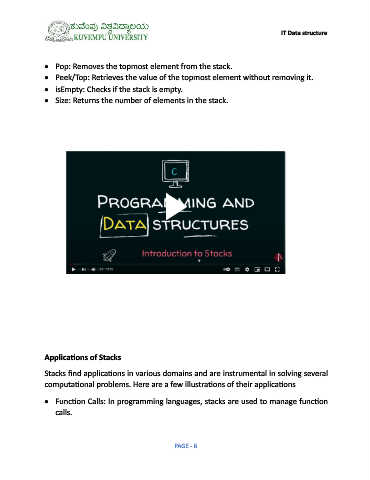 ಕುವೆಂಪು ವಿಶ್ವವಿದ್ಯಾಲಯ
KUVEMPU UNIVERSITY
IT Data structure
• Pop: Removes the topmost element from the stack.
• Peek/Top: Retrieves the value of the topmost element without removing it.
• isEmpty: Checks if the stack is empty.
• Size: Returns the number of elements in the stack.
C
PROGRAMMING AND
DATA STRUCTURES
Introduction to Stacks
Applications of Stacks
Stacks find applications in various domains and are instrumental in solving several
computational problems. Here are a few illustrations of their applications
• Function Calls: In programming languages, stacks are used to manage function
calls.
PAGE - 8